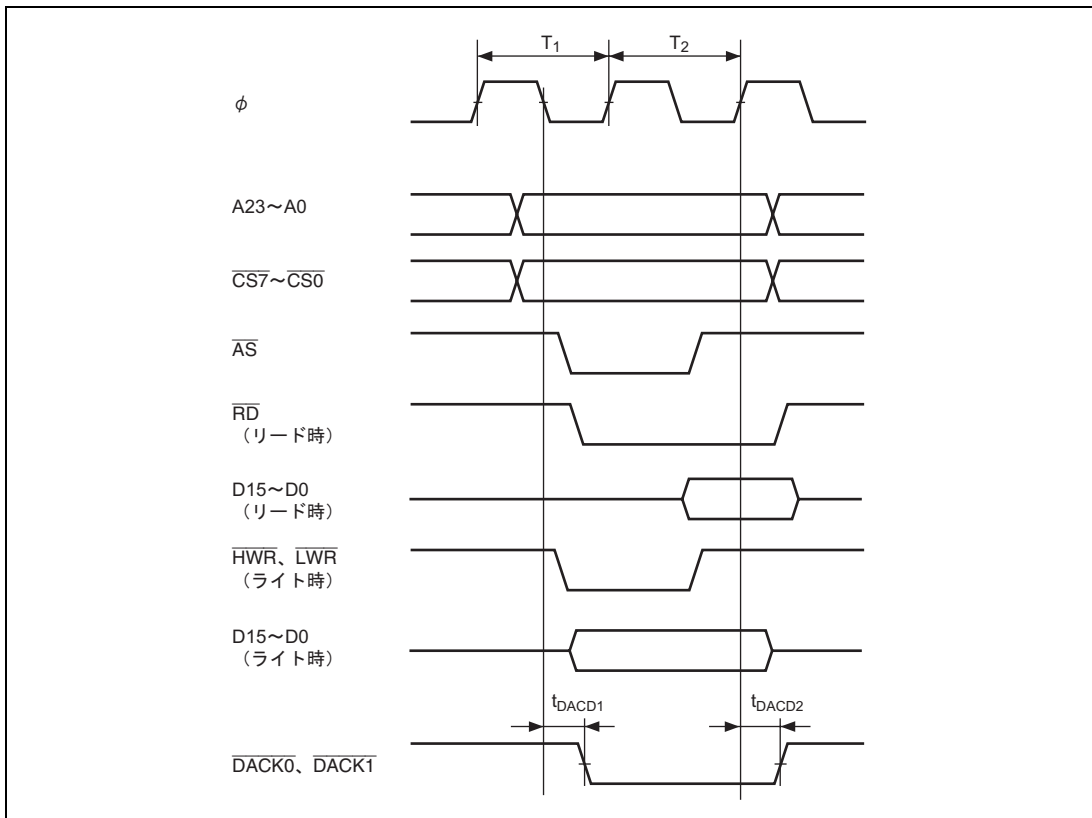 T1 T2
φ
A23～A0
CS7～CS0
AS
RD
（リード時）
D15～D0
（リード時）
HWR、LWR
（ライト時）
D15～D0
（ライト時）
tDACD1 tDACD2
DACK0、DACK1